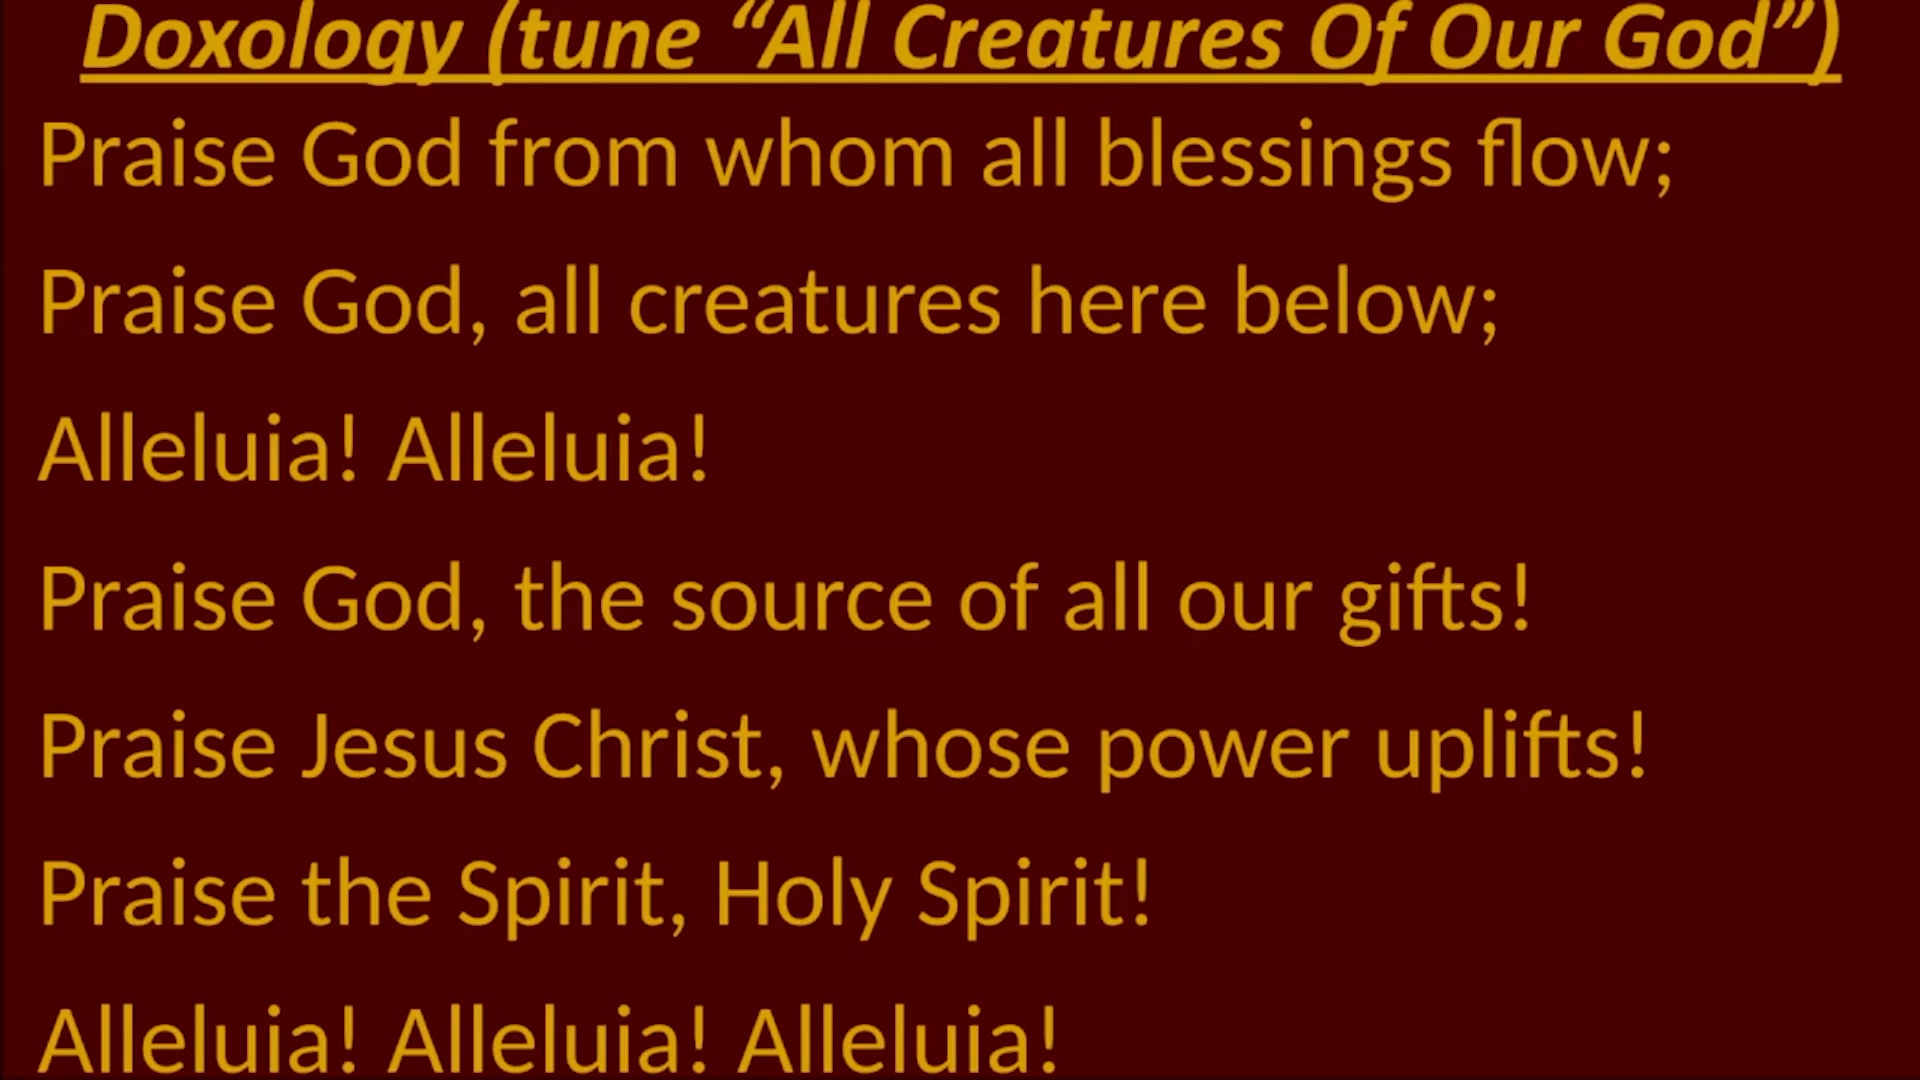 Doxology (tune “All Creatures Of Our God”)
Praise God from whom all blessings flow;
Praise God, all creatures here below;
Alleluia! Alleluia!
Praise God, the source of all our gifts!
Praise Jesus Christ, whose power uplifts!
Praise the Spirit, Holy Spirit!
Alleluia! Alleluia! Alleluia!